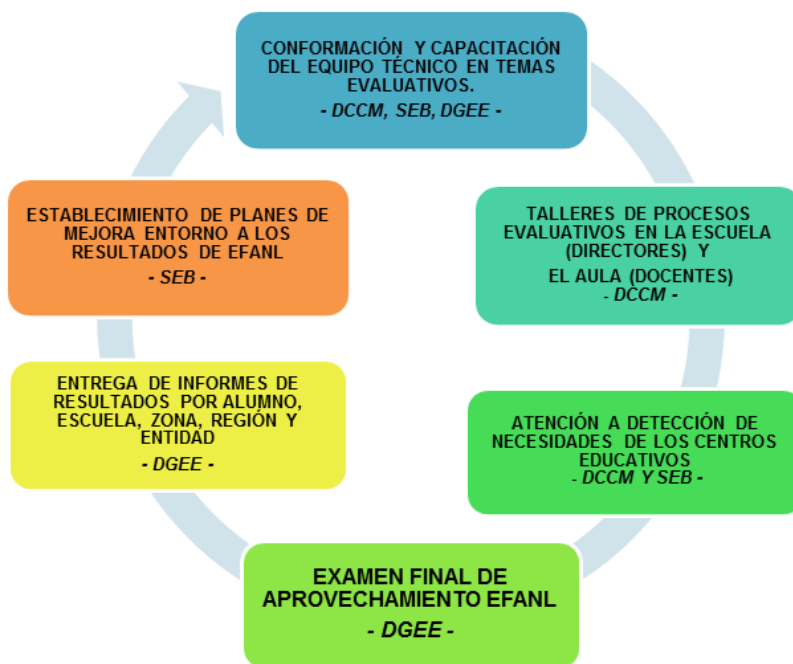 CONFORMACIÓN Y CAPACITACIÓN
DEL EQUIPO TÉCNICO EN TEMAS
EVALUATIVOS.
- DCCM, SEB, DGEE -
TALLERES DE PROCESOS
EVALUATIVOS EN LA ESCUELA
(DIRECTORES) Y
EL AULA (DOCENTES)
- DCCM -
ATENCIÓN A DETECCIÓN DE
NECESIDADES DE LOS CENTROS
EDUCATIVOS
- DCCM Y SEB -
EXAMEN FINAL DE
APROVECHAMIENTO EFANL
- DGEE -
ENTREGA DE INFORMES DE
RESULTADOS POR ALUMNO,
ESCUELA, ZONA, REGIÓN Y
ENTIDAD
- DGEE -
ESTABLECIMIENTO DE PLANES DE
MEJORA ENTORNO A LOS
RESULTADOS DE EFANL
- SEB -